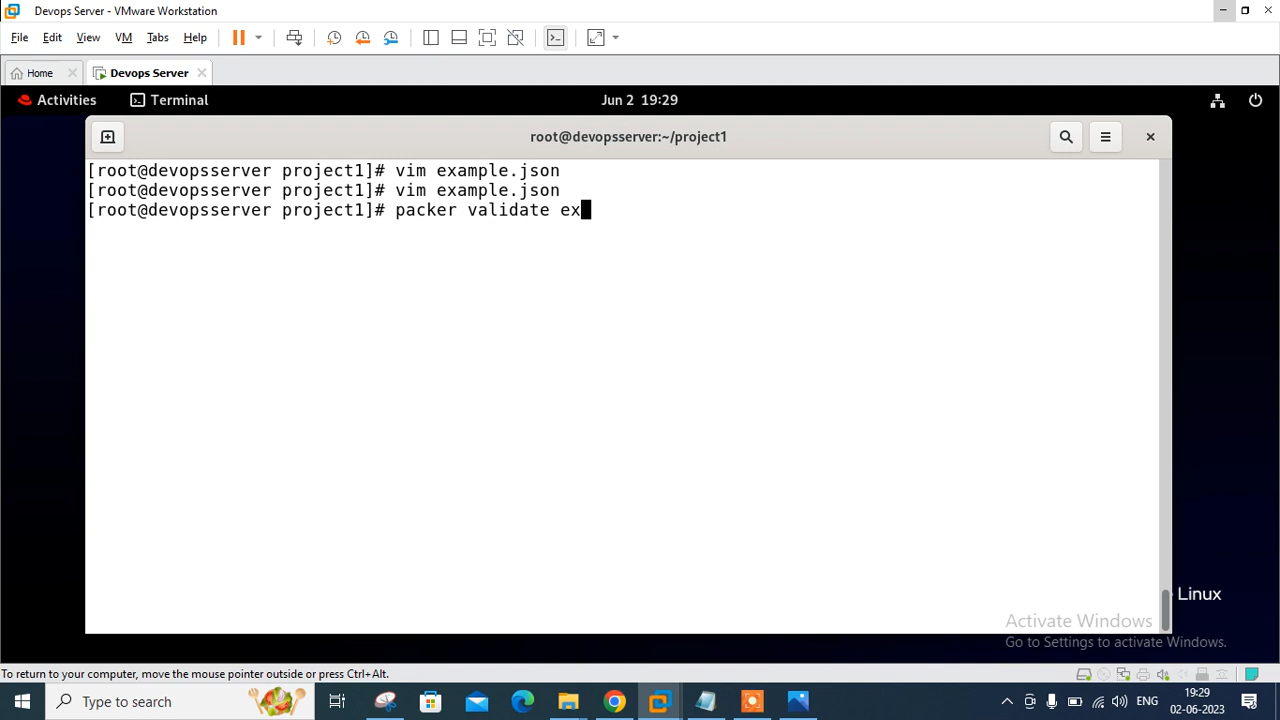 Devops Server - VMware Workstation
File Edit View VM Tabs Help
Home Devops Server
Activities Terminal Jun 2 19:29
root@devopsserver:~/project1
[root@devopsserver project1]# vim example.json
[root@devopsserver project1]# vim example.json
[root@devopsserver project1]# packer validate ex
Linux
Activate Windows
Go to Settings to activate Windows.
To return to your computer, move the mouse pointer outside or press Ctrl+Alt.
Type to search
ENG
19:29
02-06-2023